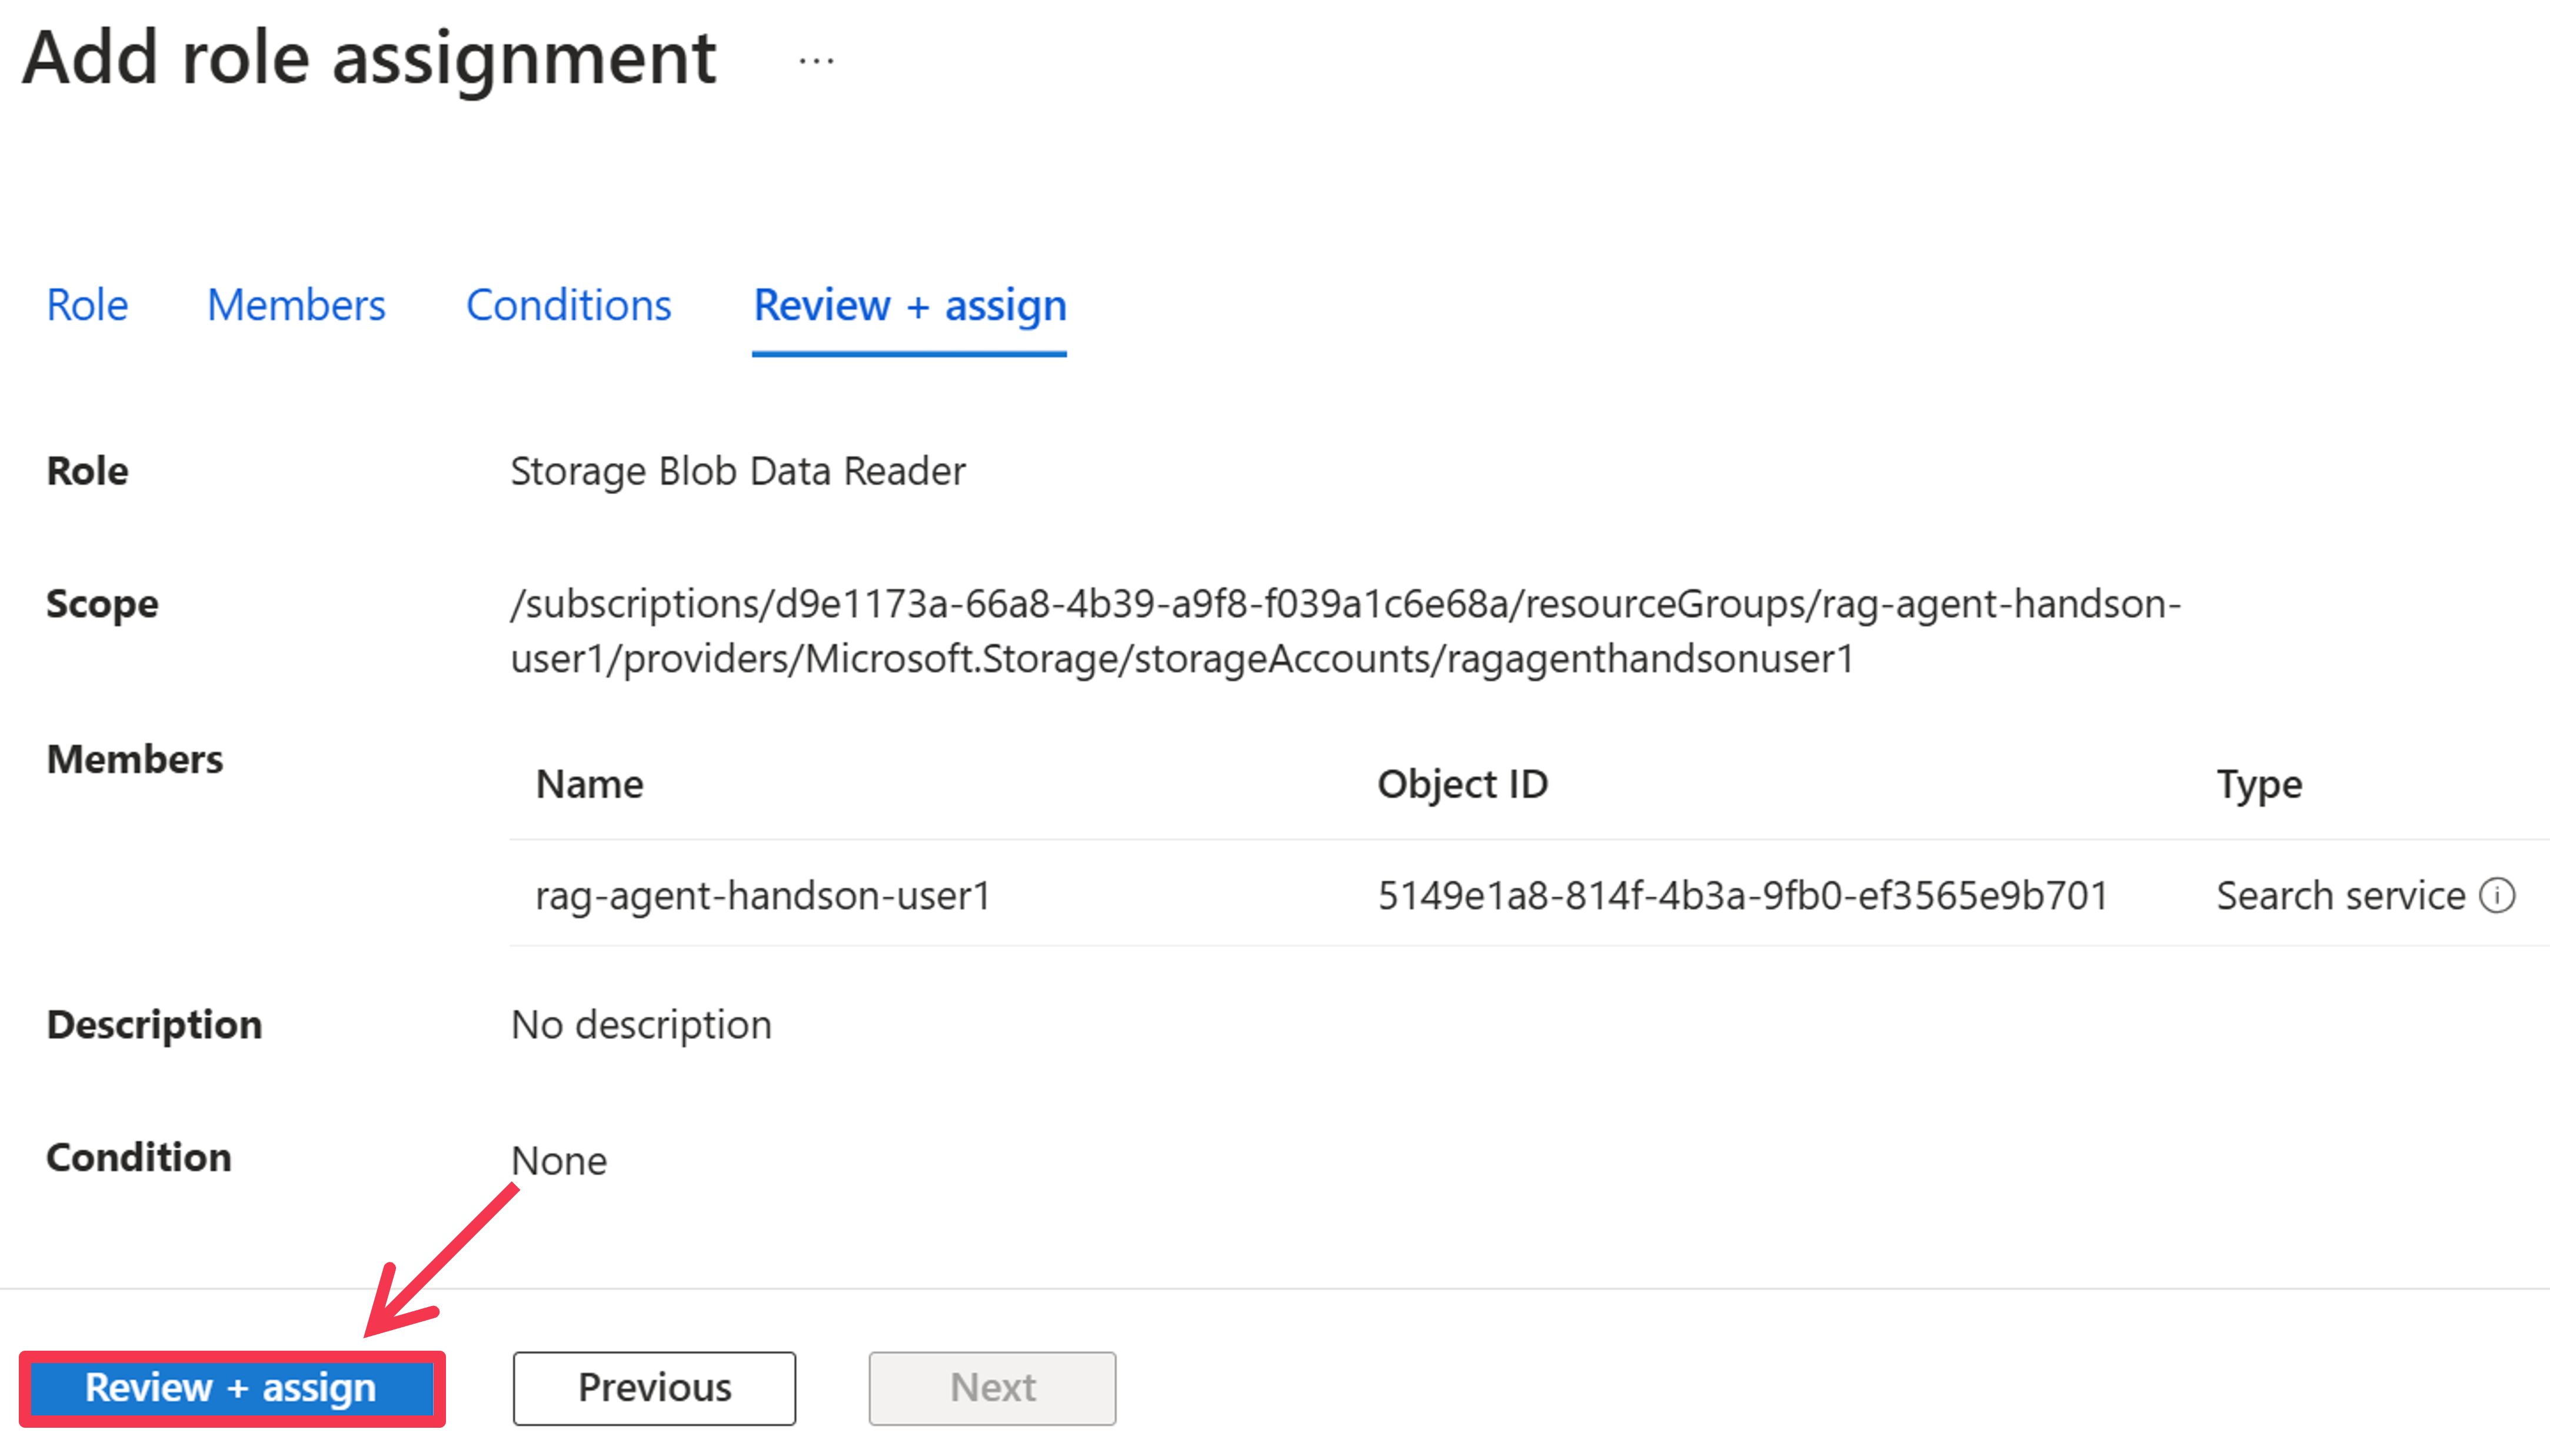 Add role assignment ...
Role Members Conditions Review + assign
Role Storage Blob Data Reader
Scope /subscriptions/d9e1173a-66a8-4b39-a9f8-f039a1c6e68a/resourceGroups/rag-agent-handson-
user1/providers/Microsoft.Storage/storageAccounts/ragagenthandsonuser1
Members
Name Object ID Type
rag-agent-handson-user1 5149e1a8-814f-4b3a-9fb0-ef3565e9b701 Search service
Description No description
Condition None
Review + assign Previous Next